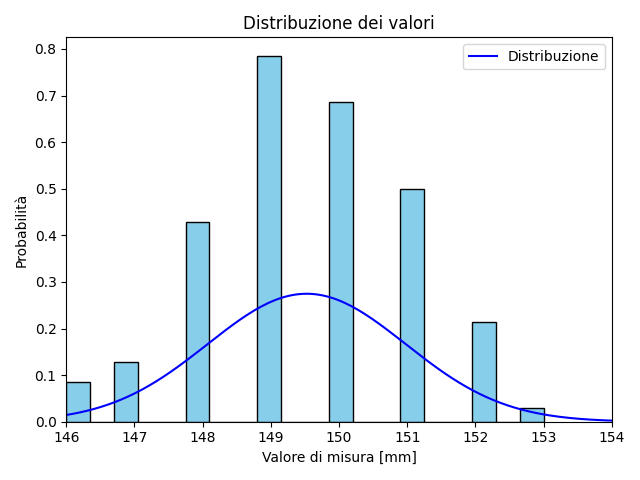 Distribuzione dei valori
Distribuzione
Probabilità
0.8
0.7
0.6
0.5
0.4
0.3
0.2
0.1
0.0
146 147 148 149 150 151 152 153 154
Valore di misura [mm]